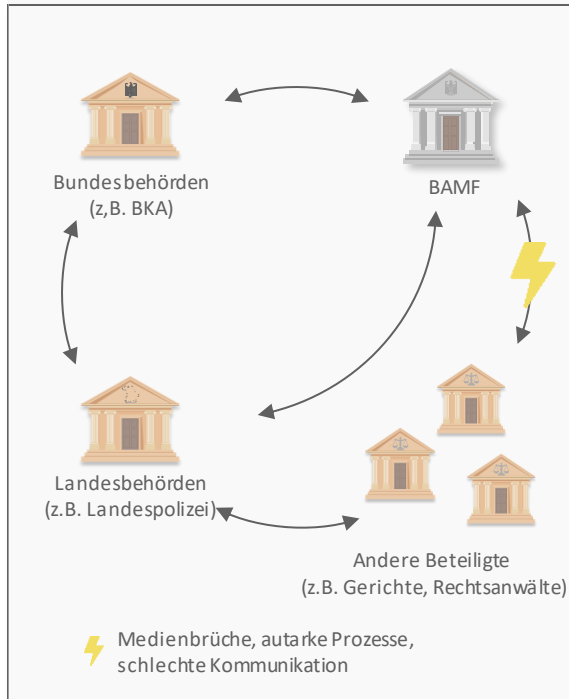 Bundesbehörden
(z,B. BKA)
BAMF
Landesbehörden
(z.B. Landespolizei)
Andere Beteiligte
(z.B. Gerichte, Rechtsanwälte)
Medienbrüche, autarke Prozesse,
schlechte Kommunikation